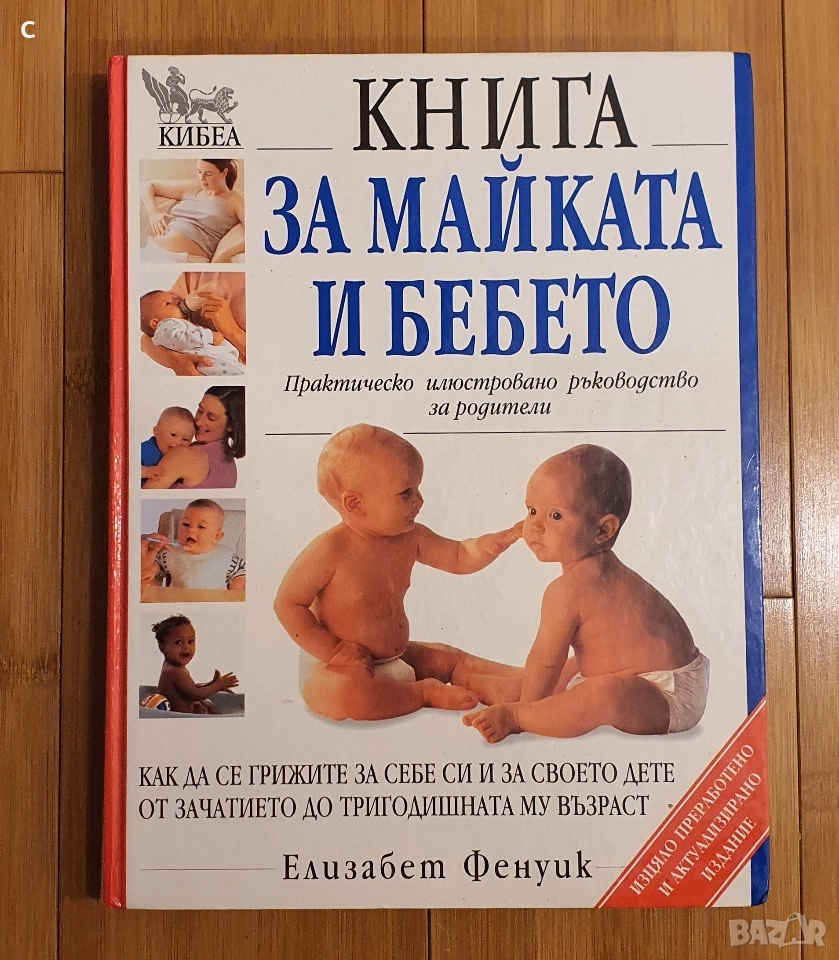 c
КИБЕА
КНИГА
ЗА МАЙКАТА
И БЕБЕТО
Практическо илюстровано ръководство
за родители
КАК ДА СЕ ГРИЖИТЕ ЗА СЕБЕ СИ И ЗА СВОЕТО ДЕТЕ
ОТ ЗАЧАТИЕТО ДО ТРИГОДИШНАТА МУ ВЪЗРАСТ
Елизабет Фенуик
ИЗЦЯЛО ПРЕРАБОТЕНО
И АКТУАЛИЗИРАНО
ИЗДАНИЕ
BAZAR